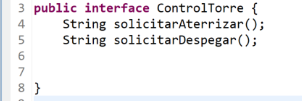 3 public interface ControlTorre {
4     String solicitarAterrizar();
5     String solicitarDespegar();
6
7
8 }